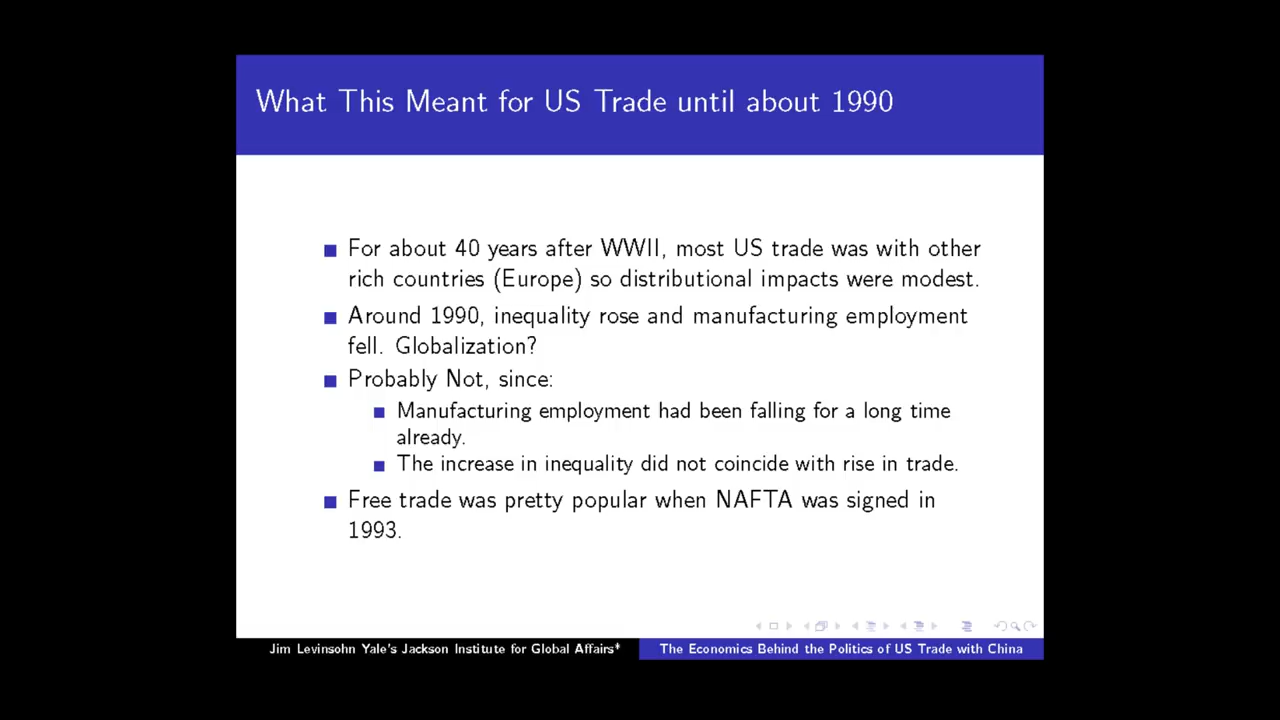 What This Meant for US Trade until about 1990
For about 40 years after WWII, most US trade was with other
rich countries (Europe) so distributional impacts were modest.
Around 1990, inequality rose and manufacturing employment
fell. Globalization?
Probably Not, since:
Manufacturing employment had been falling for a long time
already.
The increase in inequality did not coincide with rise in trade.
Free trade was pretty popular when NAFTA was signed in
1993.
Jim Levinsohn Yale's Jackson Institute for Global Affairs*
The Economics Behind the Politics of US Trade with China